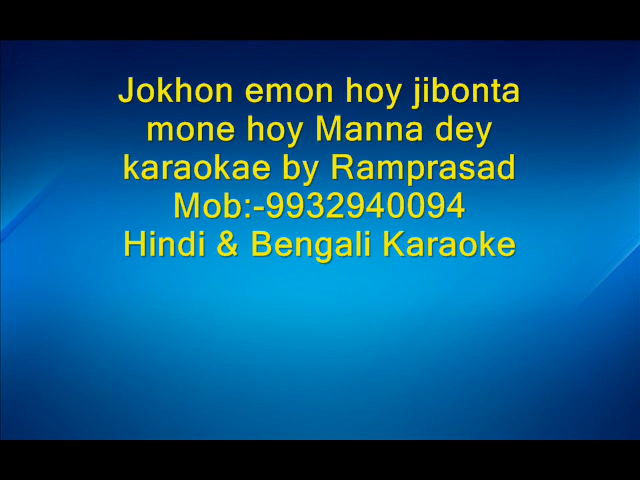 Jokhon emon hoy jibonta
mone hoy Manna dey
karaokae by Ramprasad
Mob:-9932940094
Hindi & Bengali Karaoke